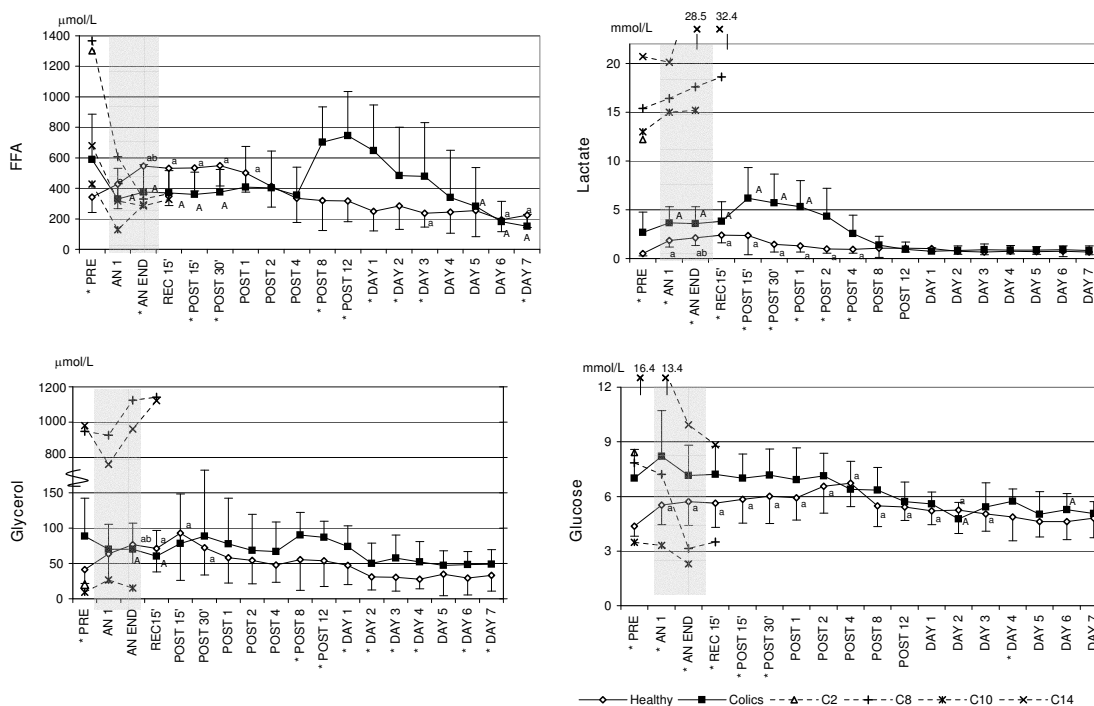 μmol/L
1400
1200
1000
800
600
400
200
0
FFA
a
ab
a
a
a
a
A
A
A
A
A
a
a
a
A
A
* PRE
AN 1
* AN END
REC 15'
* POST 15'
* POST 30'
POST 1
POST 2
POST 4
* POST 8
* POST 12
* DAY 1
* DAY 2
* DAY 3
DAY 4
DAY 5
DAY 6
* DAY 7
mmol/L
28.5
32.4
20
15
10
5
0
Lactate
A
A
A
A
A
A
a
ab
a
a
a
a
a
a
* PRE
* AN 1
* AN END
* REC15'
* POST 15'
* POST 30'
* POST 1
* POST 2
* POST 4
POST 8
POST 12
DAY 1
DAY 2
DAY 3
DAY 4
DAY 5
DAY 6
DAY 7
μmol/L
1200
1000
800
150
100
50
0
Glycerol
ab
a
a
a
A
A
* PRE
AN 1
AN END
REC15'
POST 15'
POST 30'
POST 1
POST 2
POST 4
* POST 8
* POST 12
* DAY 1
* DAY 2
* DAY 3
* DAY 4
DAY 5
* DAY 6
* DAY 7
mmol/L
16.4
13.4
12
9
6
3
0
Glucose
a
a
a
a
a
a
a
a
a
a
a
a
a
* PRE
* AN 1
* AN END
* REC 15'
* POST 15'
* POST 30'
POST 1
POST 2
POST 4
POST 8
POST 12
DAY 1
DAY 2
DAY 3
* DAY 4
DAY 5
DAY 6
DAY 7
Healthy Colics C2 C8 C10 C14